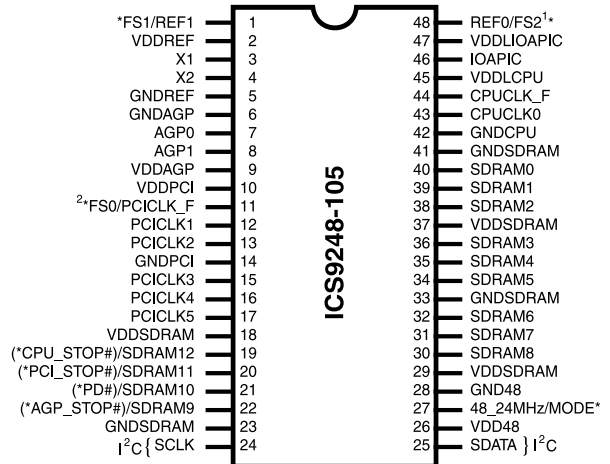 *FS1/REF1 1 48 REF0/FS2¹*
VDDREF 2 47 VDDLIOAPIC
X1 3 46 IOAPIC
X2 4 45 VDDLCPU
GNDREF 5 44 CPUCLK_F
GNDAGP 6 43 CPUCLK0
AGP0 7 42 GNDCPU
AGP1 8 41 GNDSDRAM
VDDAGP 9 40 SDRAM0
VDDPCI 10 39 SDRAM1
²*FS0/PCICLK_F 11 38 SDRAM2
PCICLK1 12 37 VDDSDRAM
PCICLK2 13 36 SDRAM3
GNDPCI 14 35 SDRAM4
PCICLK3 15 34 SDRAM5
PCICLK4 16 33 GNDSDRAM
PCICLK5 17 32 SDRAM6
VDDSDRAM 18 31 SDRAM7
(*CPU_STOP#)/SDRAM12 19 30 SDRAM8
(*PCI_STOP#)/SDRAM11 20 29 VDDSDRAM
(*PD#)/SDRAM10 21 28 GND48
(*AGP_STOP#)/SDRAM9 22 27 48_24MHz/MODE*
GNDSDRAM 23 26 VDD48
I²C { SCLK 24 25 SDATA } I²C
ICS9248-105